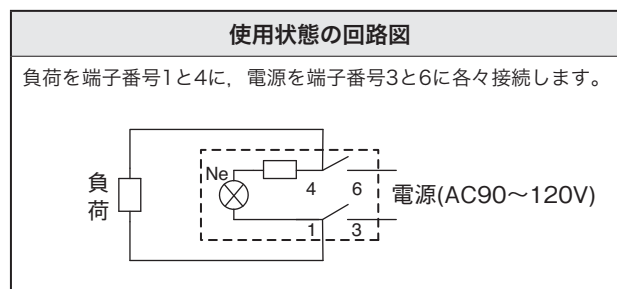 使用状態の回路図
負荷を端子番号1と4に，電源を端子番号3と6に各々接続します。
Ne
負荷
4 6
電源(AC90～120V)
1 3